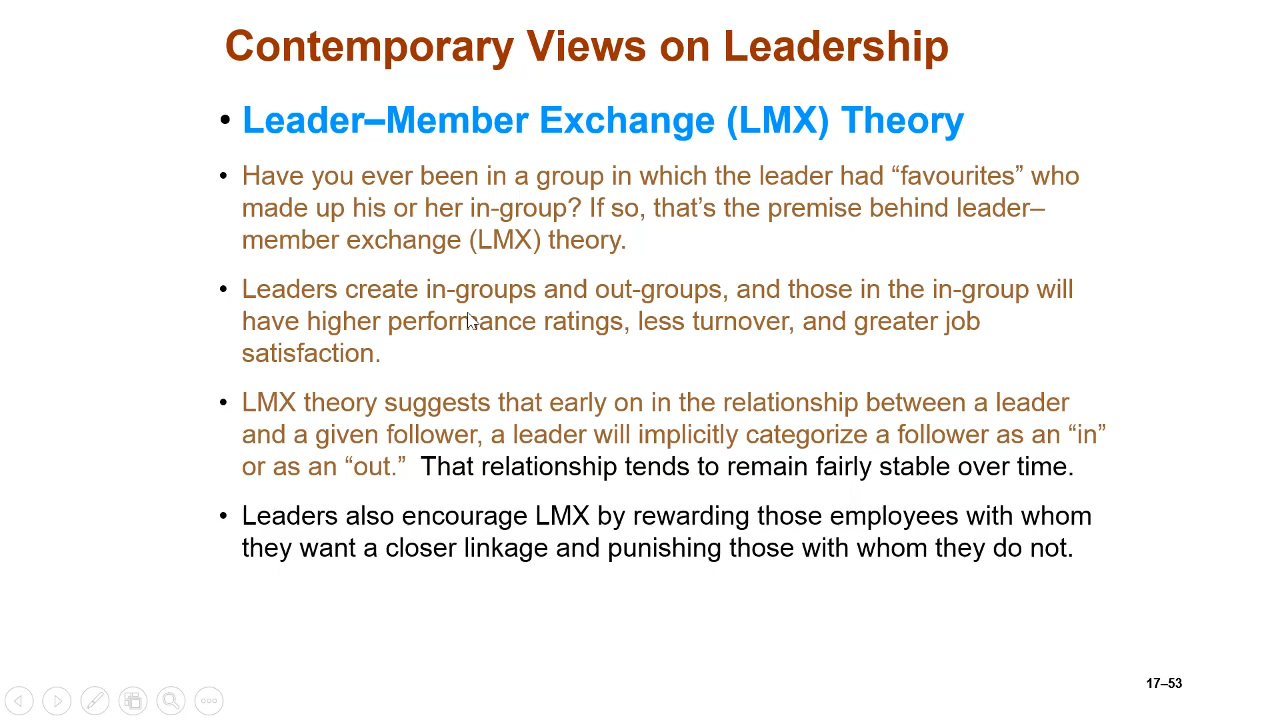 Contemporary Views on Leadership
• Leader–Member Exchange (LMX) Theory
• Have you ever been in a group in which the leader had “favourites” who
made up his or her in-group? If so, that’s the premise behind leader–
member exchange (LMX) theory.
• Leaders create in-groups and out-groups, and those in the in-group will
have higher performance ratings, less turnover, and greater job
satisfaction.
• LMX theory suggests that early on in the relationship between a leader
and a given follower, a leader will implicitly categorize a follower as an “in”
or as an “out.” That relationship tends to remain fairly stable over time.
• Leaders also encourage LMX by rewarding those employees with whom
they want a closer linkage and punishing those with whom they do not.
17–53